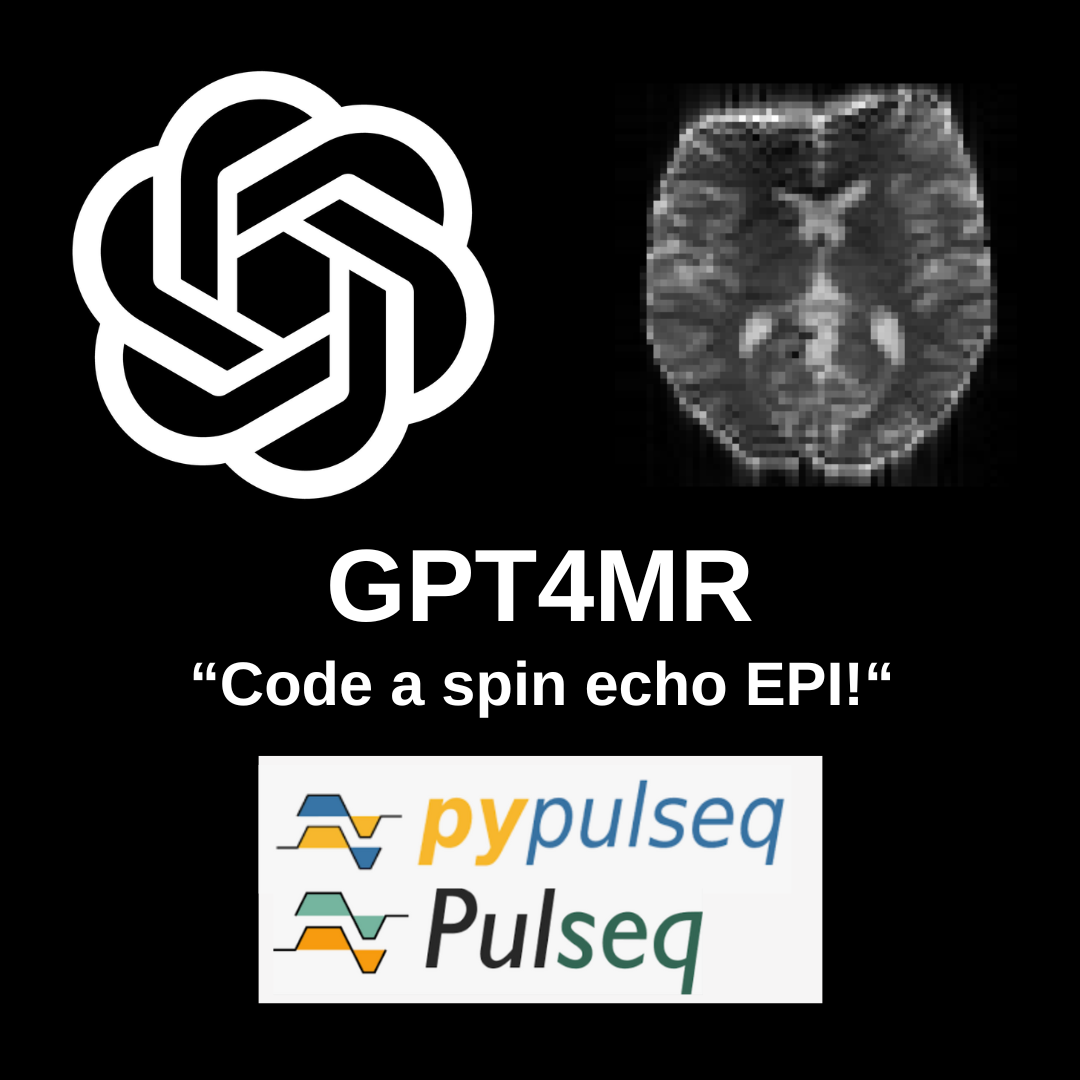 GPT4MR
“Code a spin echo EPI!“
pypulseq
Pulseq